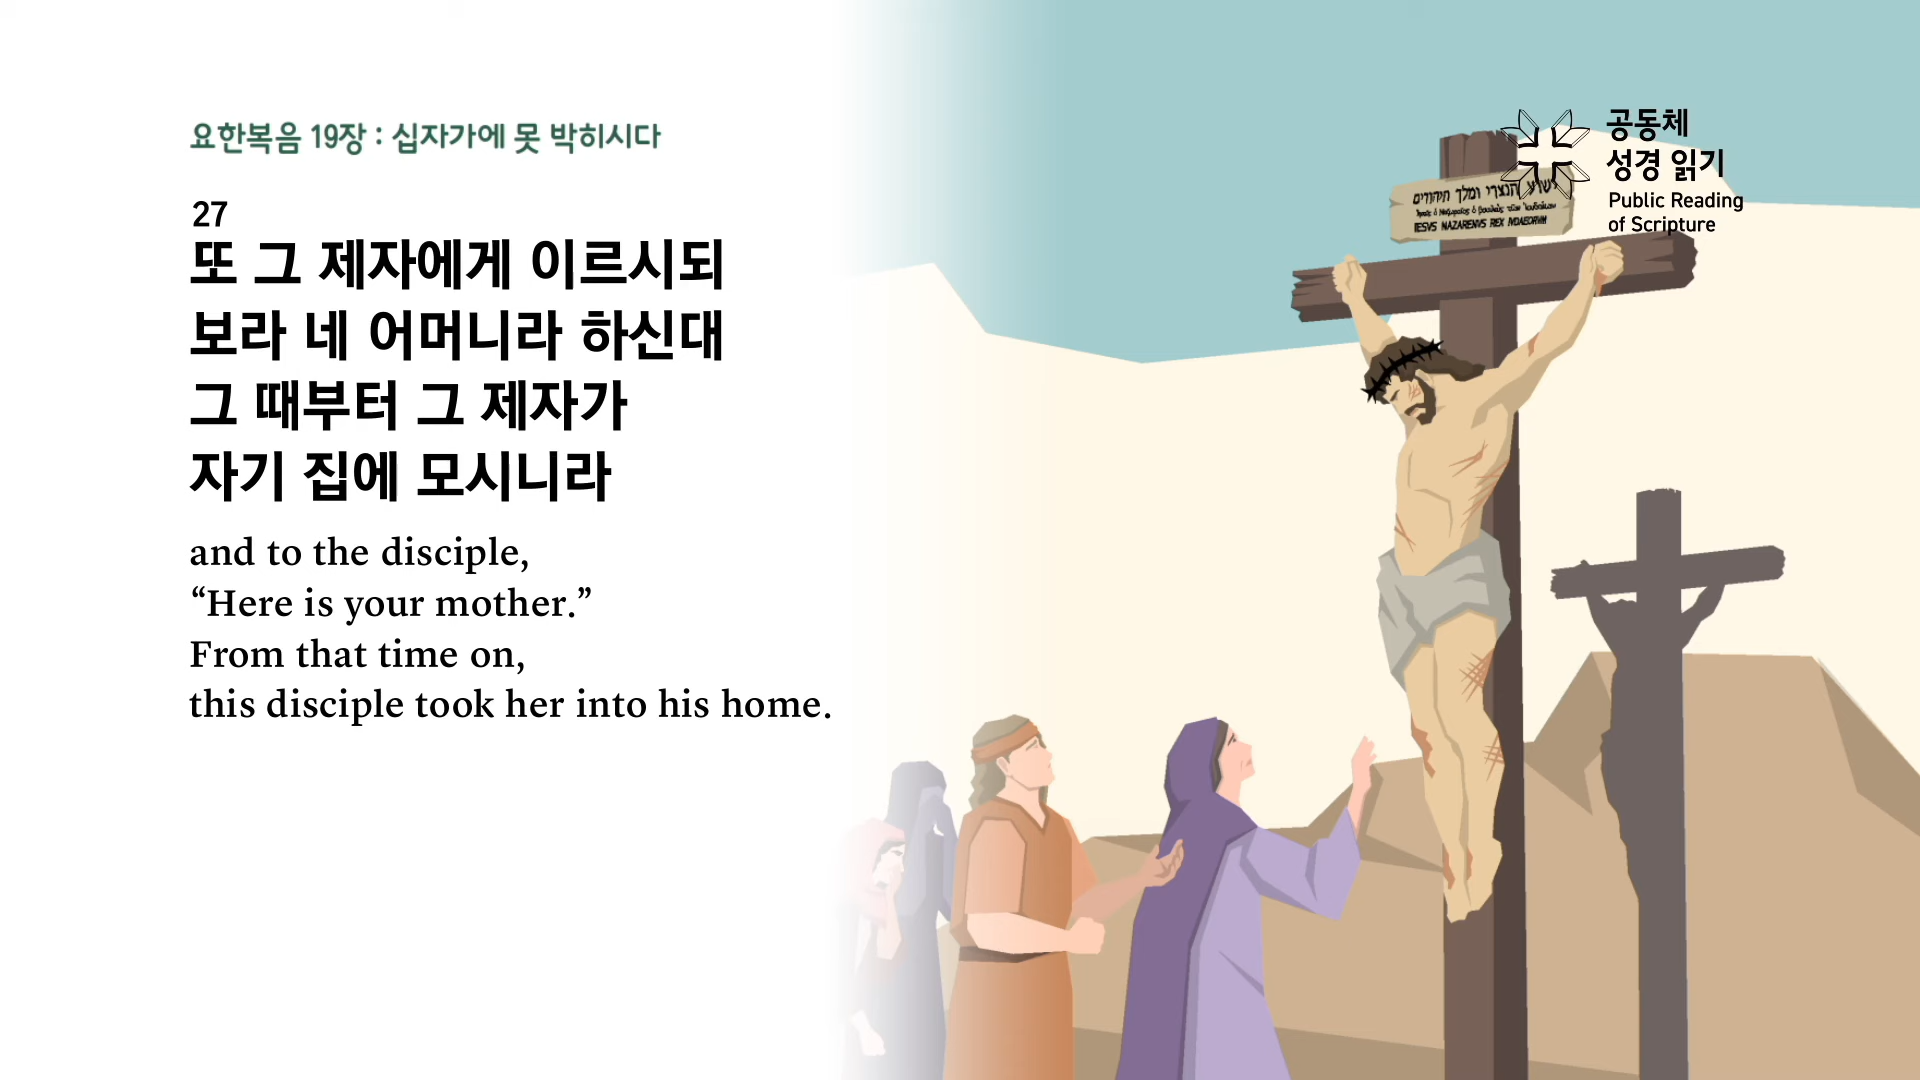 요한복음 19장 : 십자가에 못 박히시다
27
또 그 제자에게 이르시되
보라 네 어머니라 하신대
그 때부터 그 제자가
자기 집에 모시니라
and to the disciple,
“Here is your mother.”
From that time on,
this disciple took her into his home.
공동체
성경 읽기
Public Reading
of Scripture
ישוע הנצרי ומלך היהודים
IESVS NAZARENVS REX IVDAEORVM